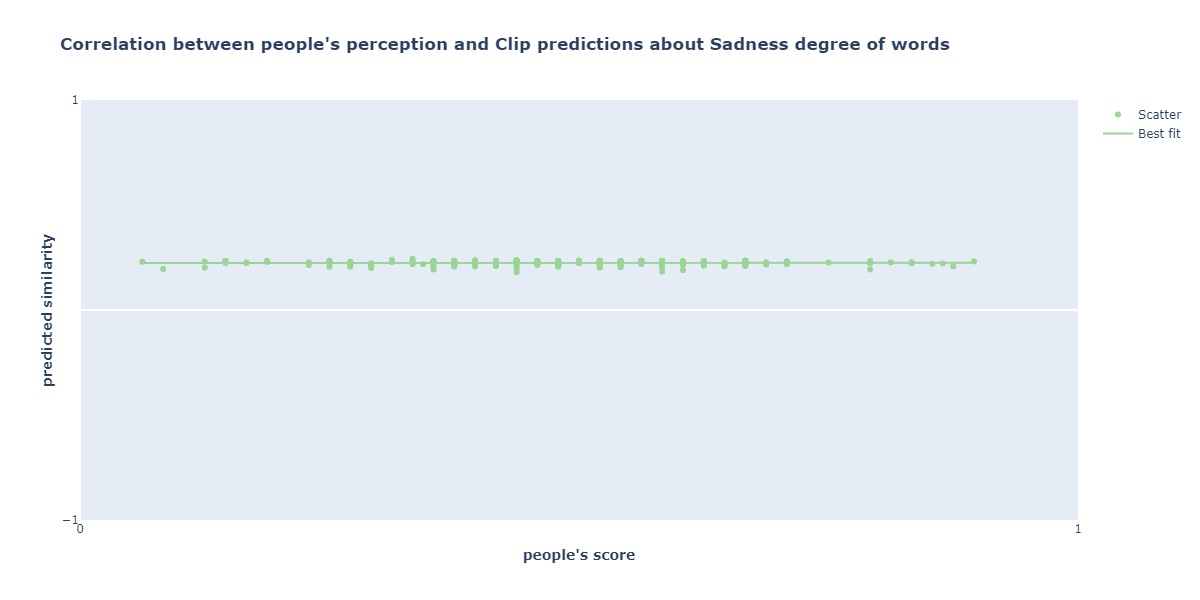 Correlation between people's perception and Clip predictions about Sadness degree of words
1
Scatter
Best fit
predicted similarity
−1
0
1
people's score